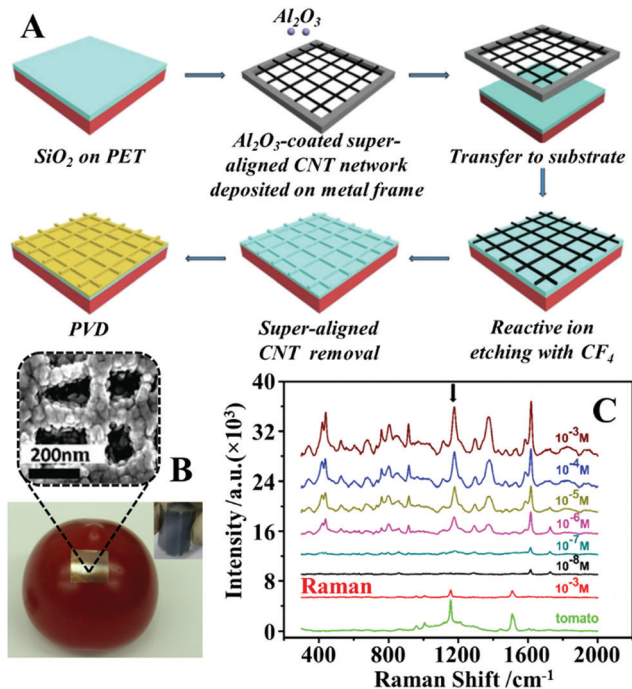 A
Al₂O₃
SiO₂ on PET
Al₂O₃-coated super-
aligned CNT network
deposited on metal frame
Transfer to substrate
PVD
Super-aligned
CNT removal
Reactive ion
etching with CF₄
200nm
B
C
Intensity /a.u.(×10³)
40
32
24
16
8
0
10⁻³M
10⁻⁴M
10⁻⁵M
10⁻⁶M
10⁻⁷M
10⁻⁸M
Raman
10⁻³M
tomato
400 800 1200 1600 2000
Raman Shift /cm⁻¹